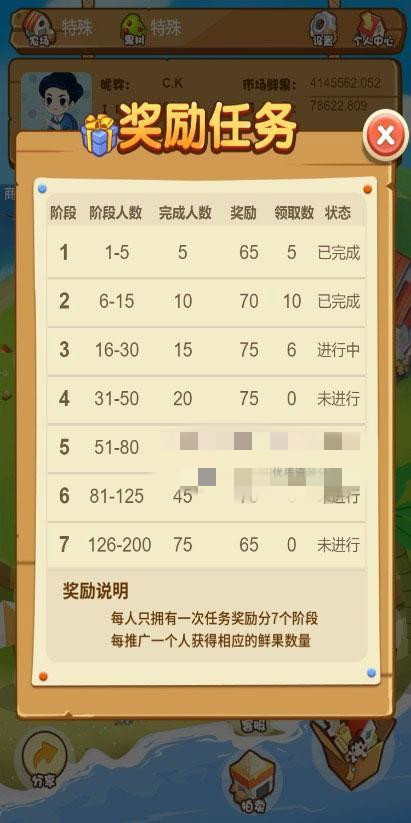 特殊 特殊
农场 果树 设置 个人中心
昵称: C.K 市场鲜果: 4145562.052
78622.809
奖励任务
商
阶段 阶段人数 完成人数 奖励 领取数 状态
1 1-5 5 65 5 已完成
2 6-15 10 70 10 已完成
3 16-30 15 75 6 进行中
4 31-50 20 75 0 未进行
5 51-80
优质资源
6 81-125 45 未进行
7 126-200 75 65 0 未进行
奖励说明
每人只拥有一次任务奖励分7个阶段
每推广一个人获得相应的鲜果数量
客服
分享
拍卖